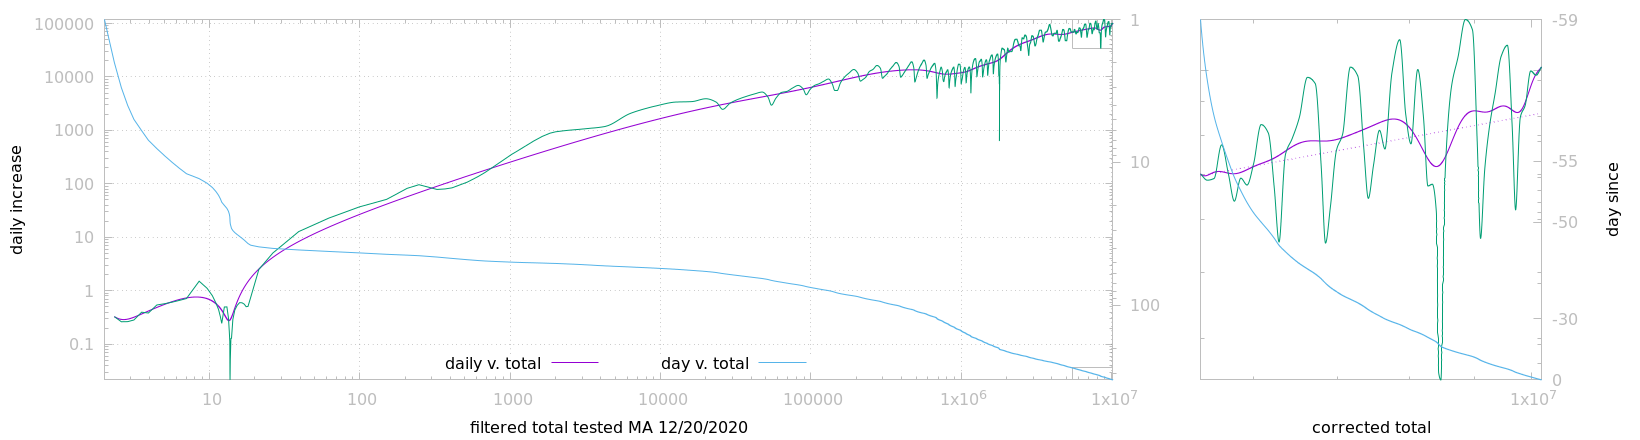 100000
10000
1000
100
10
1
0.1
daily increase
daily v. total
day v. total
10
100
1000
10000
100000
1x10^6
1x10^7
filtered total tested MA 12/20/2020
1
10
100
-59
-55
-50
-30
0
day since
1x10^7
corrected total